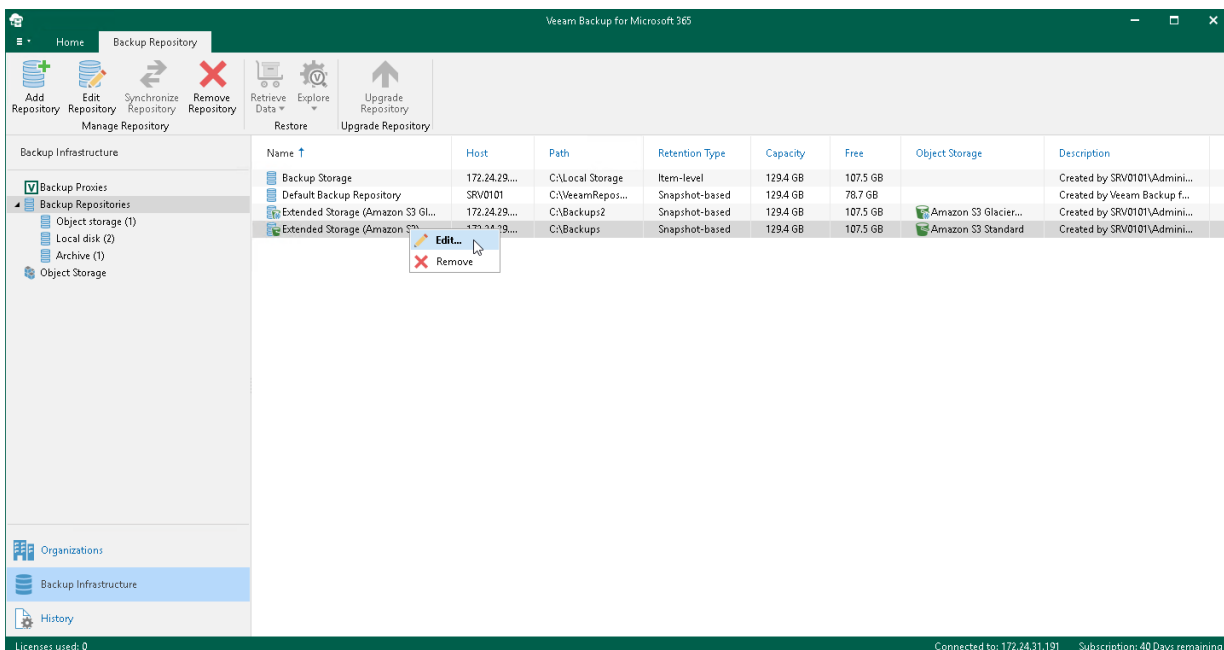 Veeam Backup for Microsoft 365
Home Backup Repository
Add Repository Edit Repository Synchronize Repository Remove Repository Retrieve Data Explore Upgrade Repository
Manage Repository Restore Upgrade Repository
Backup Infrastructure
Backup Proxies
Backup Repositories
Object storage (1)
Local disk (2)
Archive (1)
Object Storage
Name Host Path Retention Type Capacity Free Object Storage Description
Backup Storage 172.24.29.... C:\Local Storage Item-level 129.4 GB 107.5 GB Created by SRV0101\Admini...
Default Backup Repository SRV0101 C:\VeeamRepos... Snapshot-based 129.4 GB 78.7 GB Created by Veeam Backup f...
Extended Storage (Amazon S3 Gl... 172.24.29.... C:\Backups2 Snapshot-based 129.4 GB 107.5 GB Amazon S3 Glacier... Created by SRV0101\Admini...
Extended Storage (Amazon S3) 172.24.29.... C:\Backups Snapshot-based 129.4 GB 107.5 GB Amazon S3 Standard Created by SRV0101\Admini...
Edit...
Remove
Organizations
Backup Infrastructure
History
Licenses used: 0 Connected to: 172.24.31.191 Subscription: 40 Days remaining